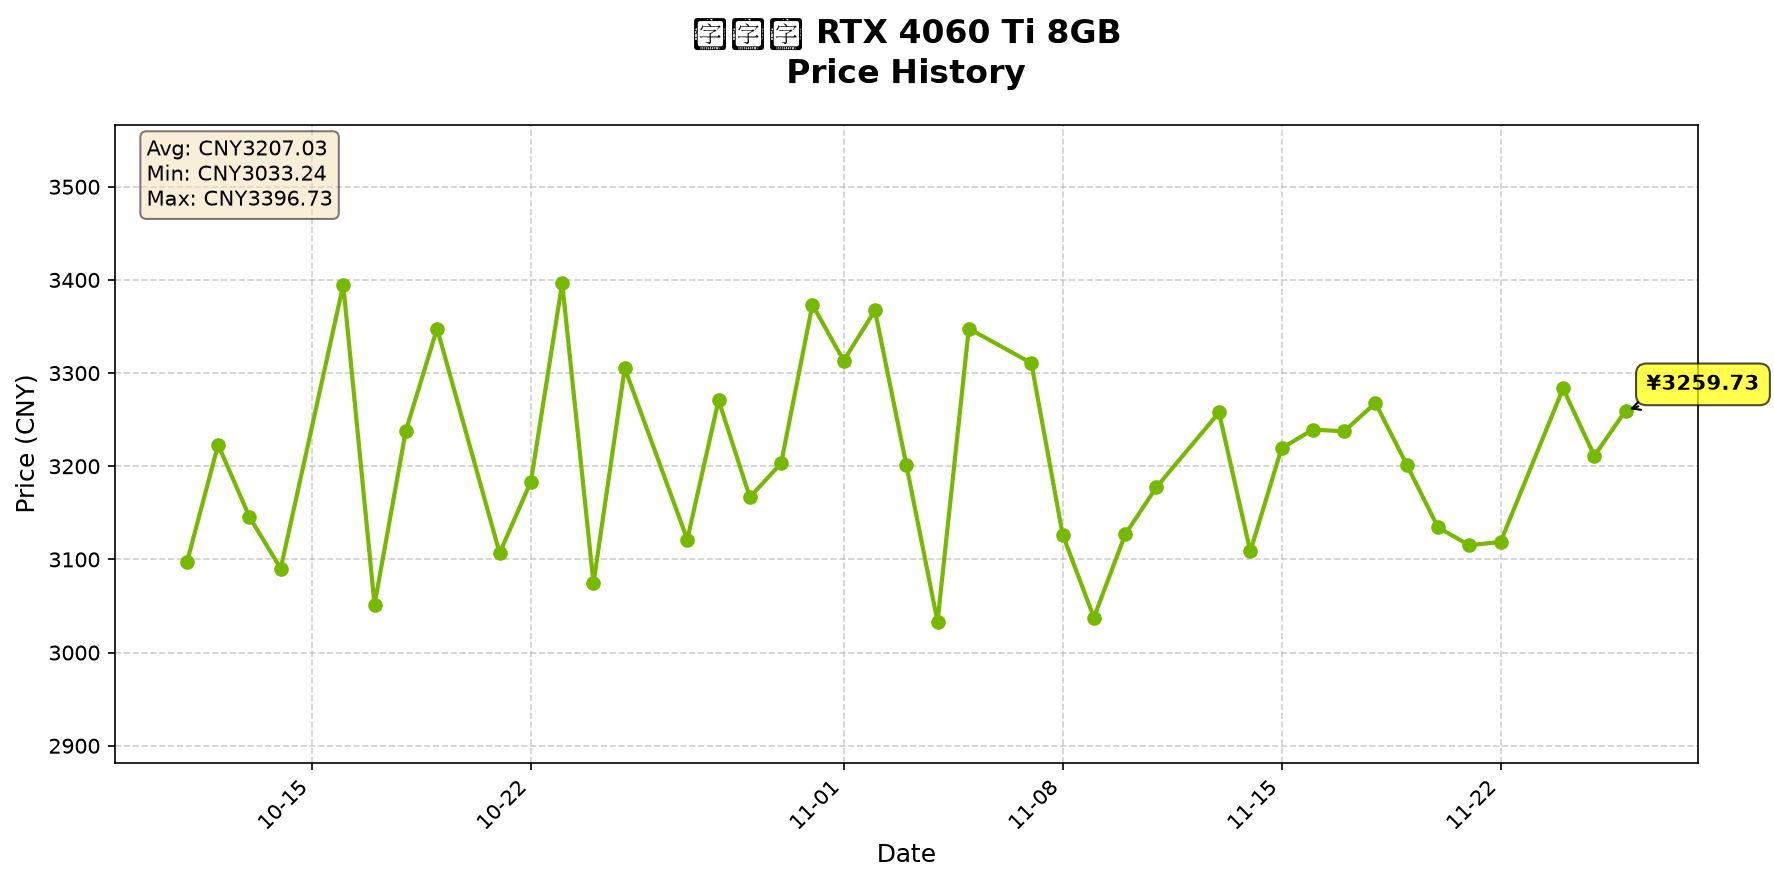 RTX 4060 Ti 8GB
Price History
Avg: CNY3207.03
Min: CNY3033.24
Max: CNY3396.73
3500
3400
3300
3200
3100
3000
2900
Price (CNY)
¥3259.73
10-15
10-22
11-01
11-08
11-15
11-22
Date